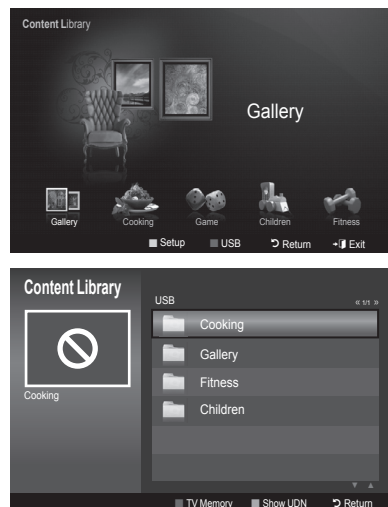 Content Library
Gallery
Gallery Cooking Game Children Fitness
Setup USB Return Exit
Content Library
USB
« 1/1 »
Cooking
Cooking
Gallery
Fitness
Children
TV Memory Show UDN Return